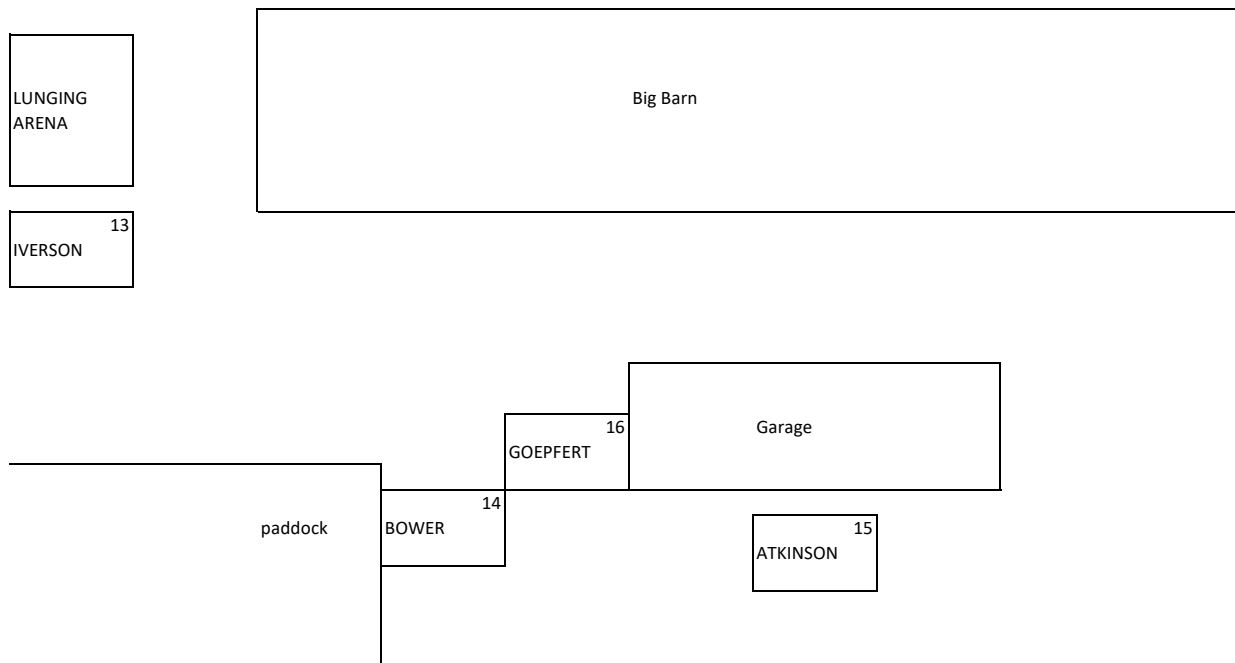 LUNGING
ARENA
Big Barn
13
IVERSON
16
GOEPFERT
Garage
14
paddock
BOWER
15
ATKINSON